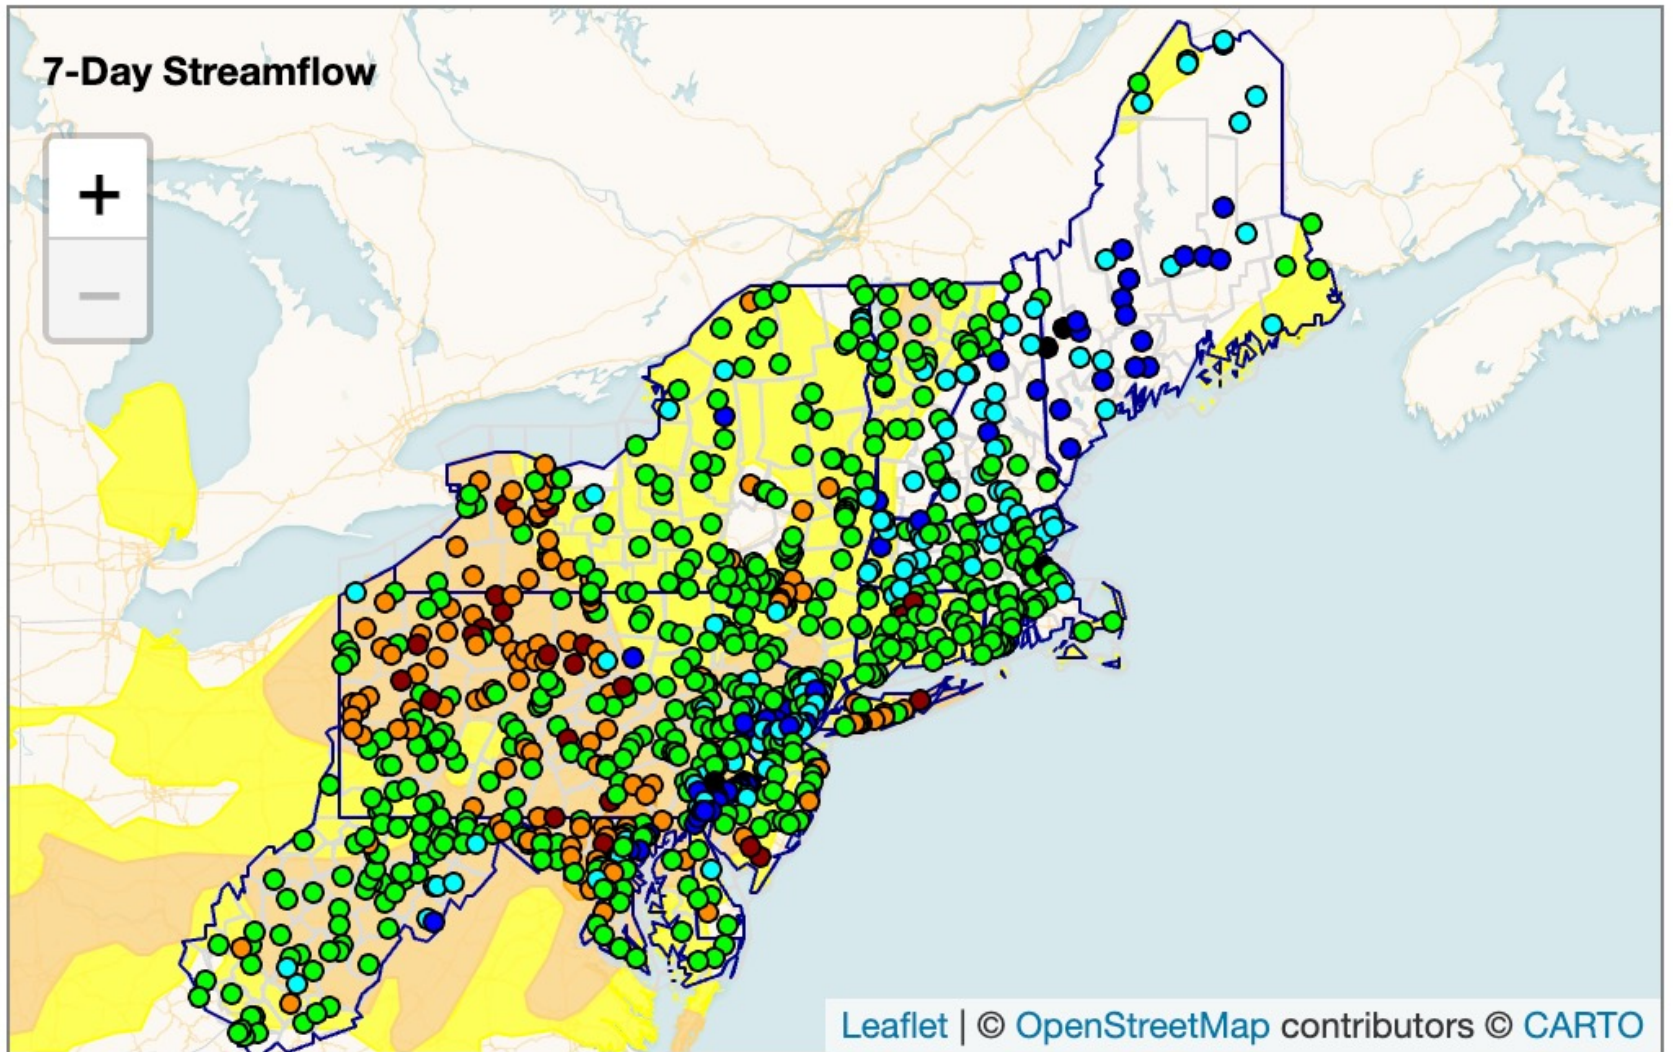 7-Day Streamflow
+
−
Leaflet | © OpenStreetMap contributors © CARTO